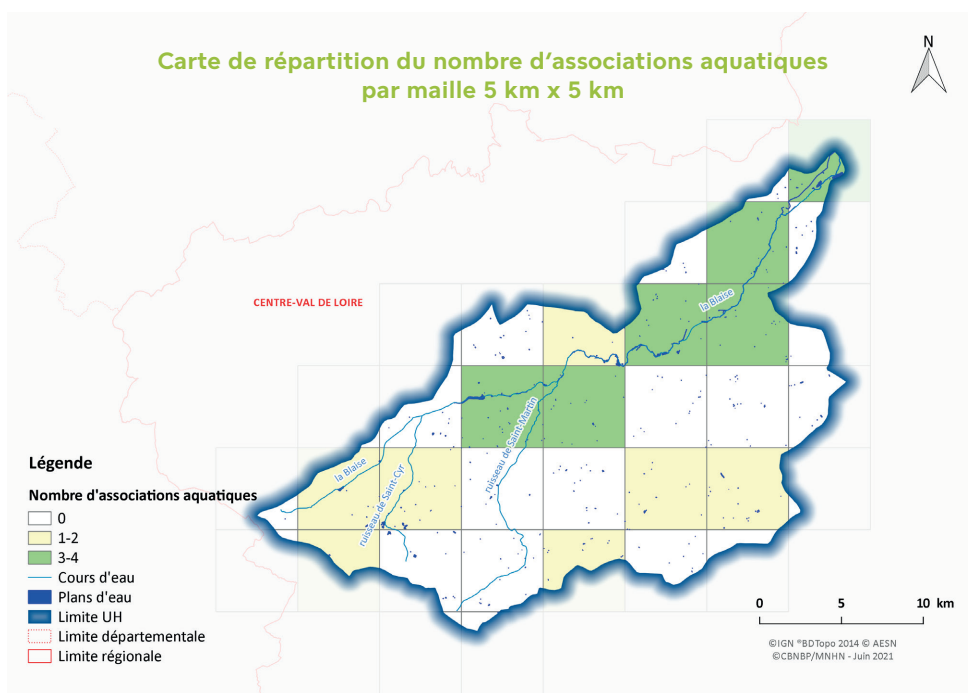 Carte de répartition du nombre d'associations aquatiques
par maille 5 km x 5 km
N
CENTRE-VAL DE LOIRE
la Blaise
ruisseau de Saint-Martin
la Blaise
ruisseau de Saint-Cyr
Légende
Nombre d'associations aquatiques
0
1-2
3-4
Cours d'eau
Plans d'eau
Limite UH
Limite départementale
Limite régionale
0 5 10 km
©IGN ®BDTopo 2014 © AESN
©CBNBP/MNHN - Juin 2021